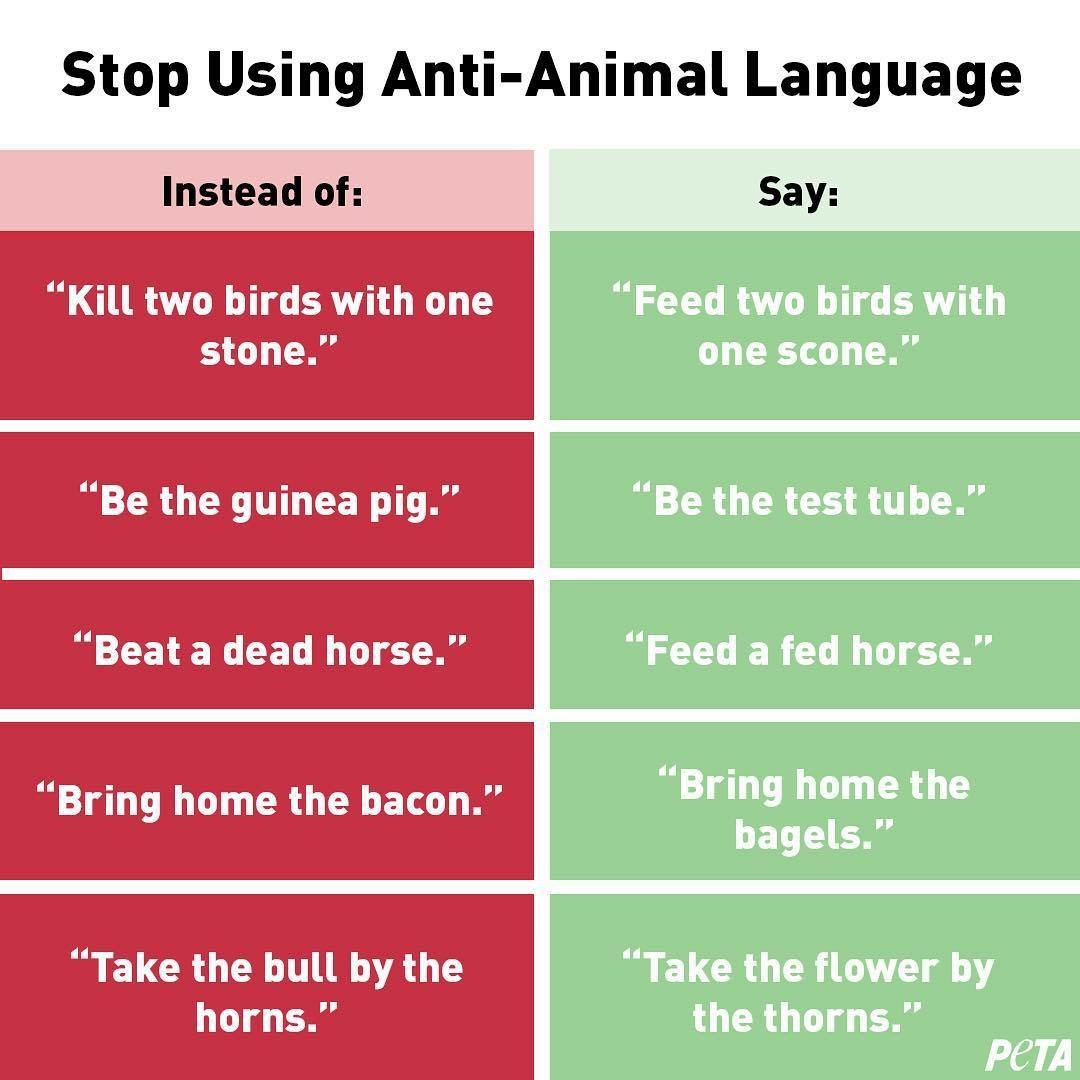 Stop Using Anti-Animal Language
Instead of:
Say:
“Kill two birds with one
stone.”
“Feed two birds with
one scone.”
“Be the guinea pig.”
“Be the test tube.”
“Beat a dead horse.”
“Feed a fed horse.”
“Bring home the bacon.”
“Bring home the
bagels.”
“Take the bull by the
horns.”
“Take the flower by
the thorns.”
PeTA